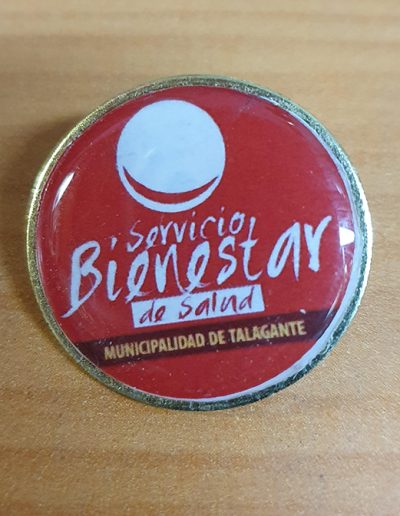 Servicio
Bienestar
de Salud
MUNICIPALIDAD DE TALAGANTE